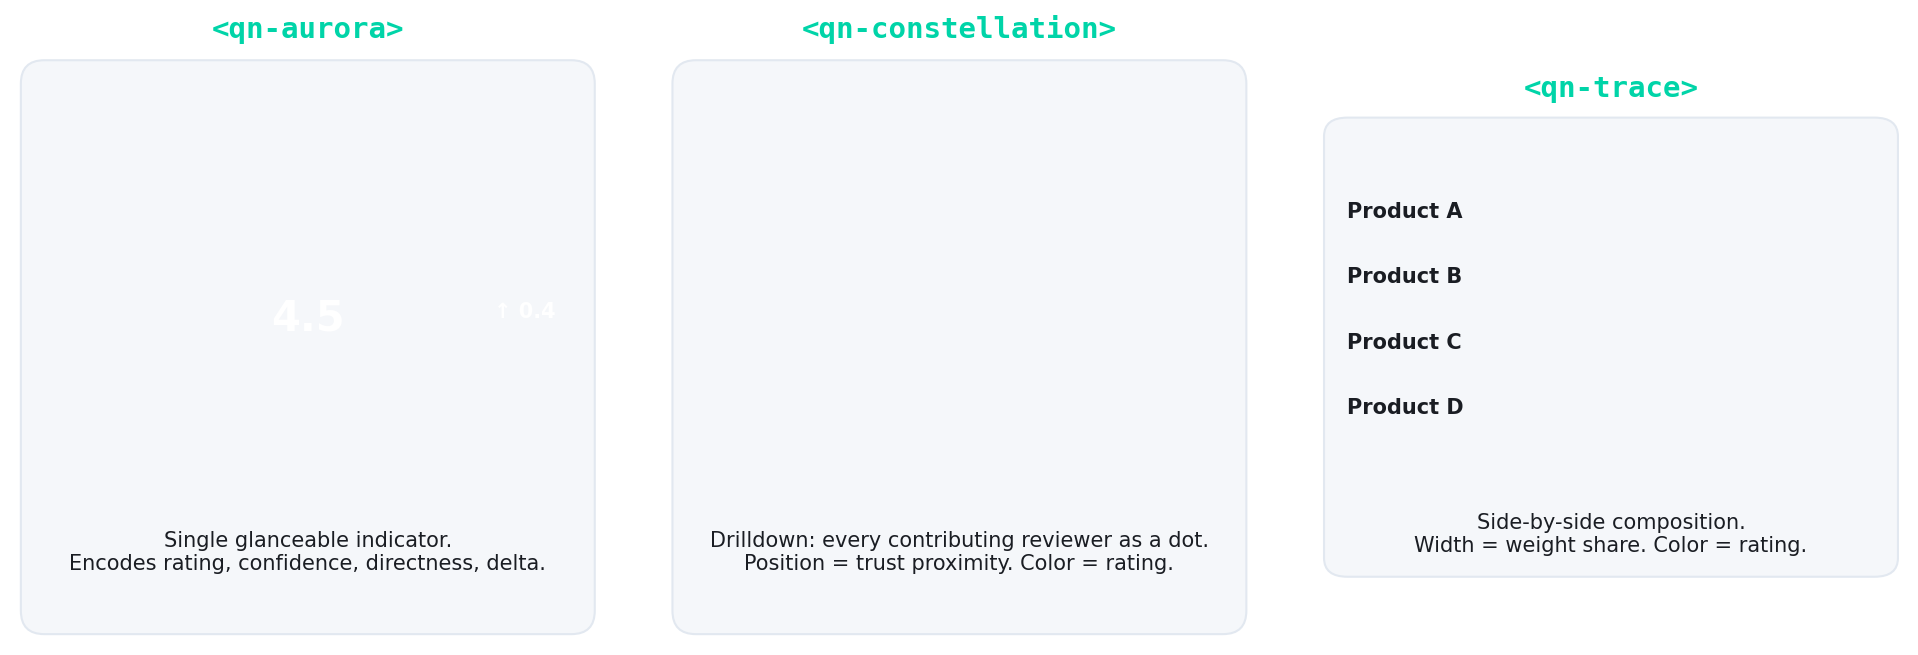 <qn-aurora>
4.5
↑ 0.4
Single glanceable indicator.
Encodes rating, confidence, directness, delta.
<qn-constellation>
Drilldown: every contributing reviewer as a dot.
Position = trust proximity. Color = rating.
<qn-trace>
Product A
Product B
Product C
Product D
Side-by-side composition.
Width = weight share. Color = rating.